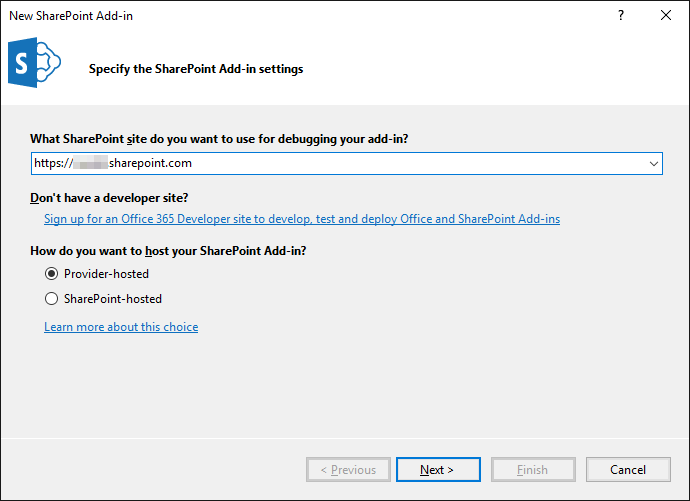 New SharePoint Add-in
?
S
Specify the SharePoint Add-in settings
What SharePoint site do you want to use for debugging your add-in?
https:// sharepoint.com
Don't have a developer site?
Sign up for an Office 365 Developer site to develop, test and deploy Office and SharePoint Add-ins
How do you want to host your SharePoint Add-in?
Provider-hosted
SharePoint-hosted
Learn more about this choice
< Previous
Next >
Finish
Cancel